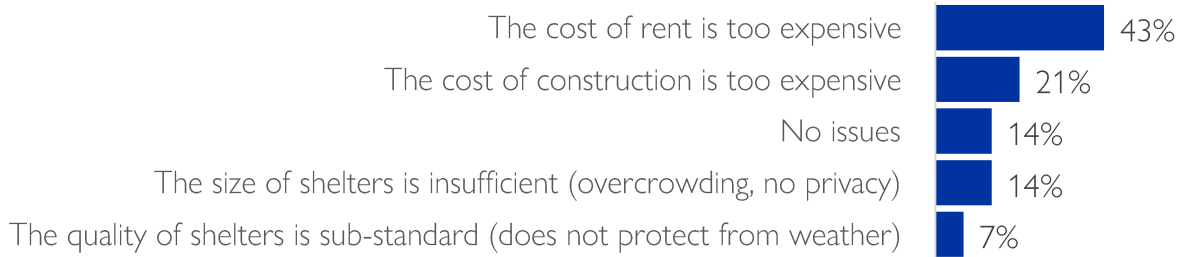 The cost of rent is too expensive 43%
The cost of construction is too expensive 21%
No issues 14%
The size of shelters is insufficient (overcrowding, no privacy) 14%
The quality of shelters is sub-standard (does not protect from weather) 7%